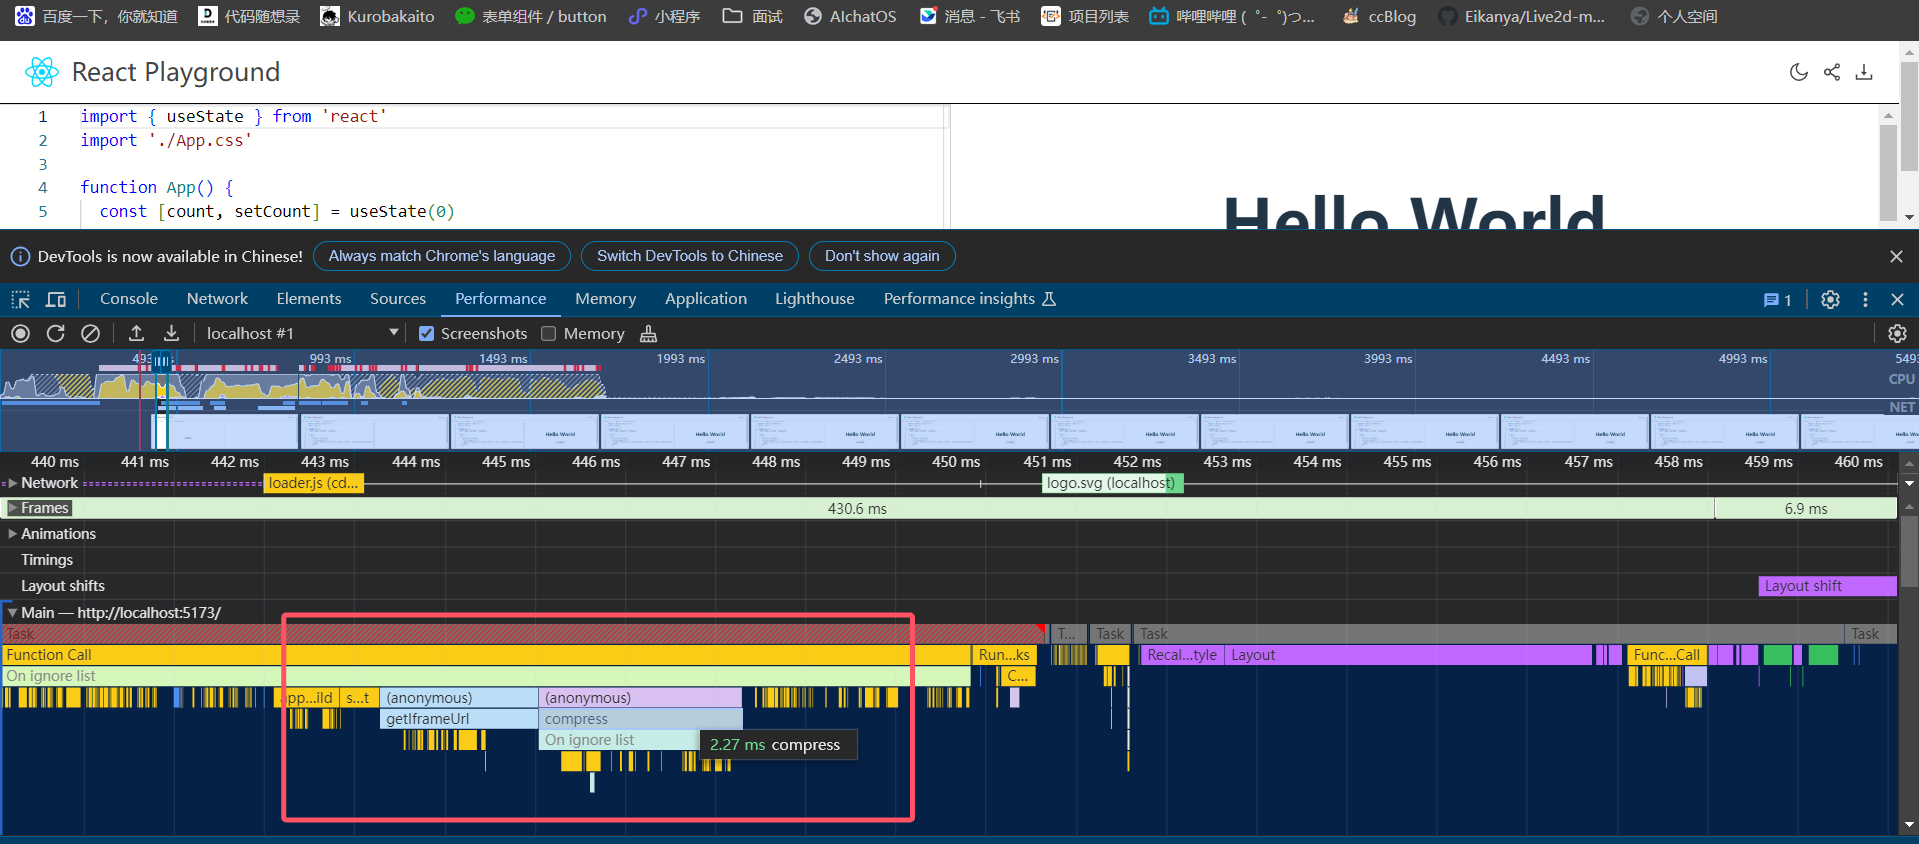 百度一下，你就知道 代码随想录 Kurobakaito 表单组件 / button 小程序 面试 AIchatOS 消息 - 飞书 项目列表 哔哩哔哩 (゜-゜)つ... ccBlog Eikanya/Live2d-m... 个人空间
React Playground
1 import { useState } from 'react'
2 import './App.css'
3
4 function App() {
5 const [count, setCount] = useState(0)
Hello World
DevTools is now available in Chinese! Always match Chrome's language Switch DevTools to Chinese Don't show again
Console Network Elements Sources Performance Memory Application Lighthouse Performance insights 1
localhost #1 Screenshots Memory
493 993 ms 1493 ms 1993 ms 2493 ms 2993 ms 3493 ms 3993 ms 4493 ms 4993 ms 5493
CPU
NET
440 ms 441 ms 442 ms 443 ms 444 ms 445 ms 446 ms 447 ms 448 ms 449 ms 450 ms 451 ms 452 ms 453 ms 454 ms 455 ms 456 ms 457 ms 458 ms 459 ms 460 ms
Network loader.js (cd... logo.svg (localhost)
Frames 430.6 ms 6.9 ms
Animations
Timings
Layout shifts Layout shift
Main — http://localhost:5173/
Task T... Task Task Task
Function Call Run...ks Recal...tyle Layout Func...Call
On ignore list C...
app...ild s...t (anonymous) (anonymous)
getIframeUrl compress
On ignore list 2.27 ms compress